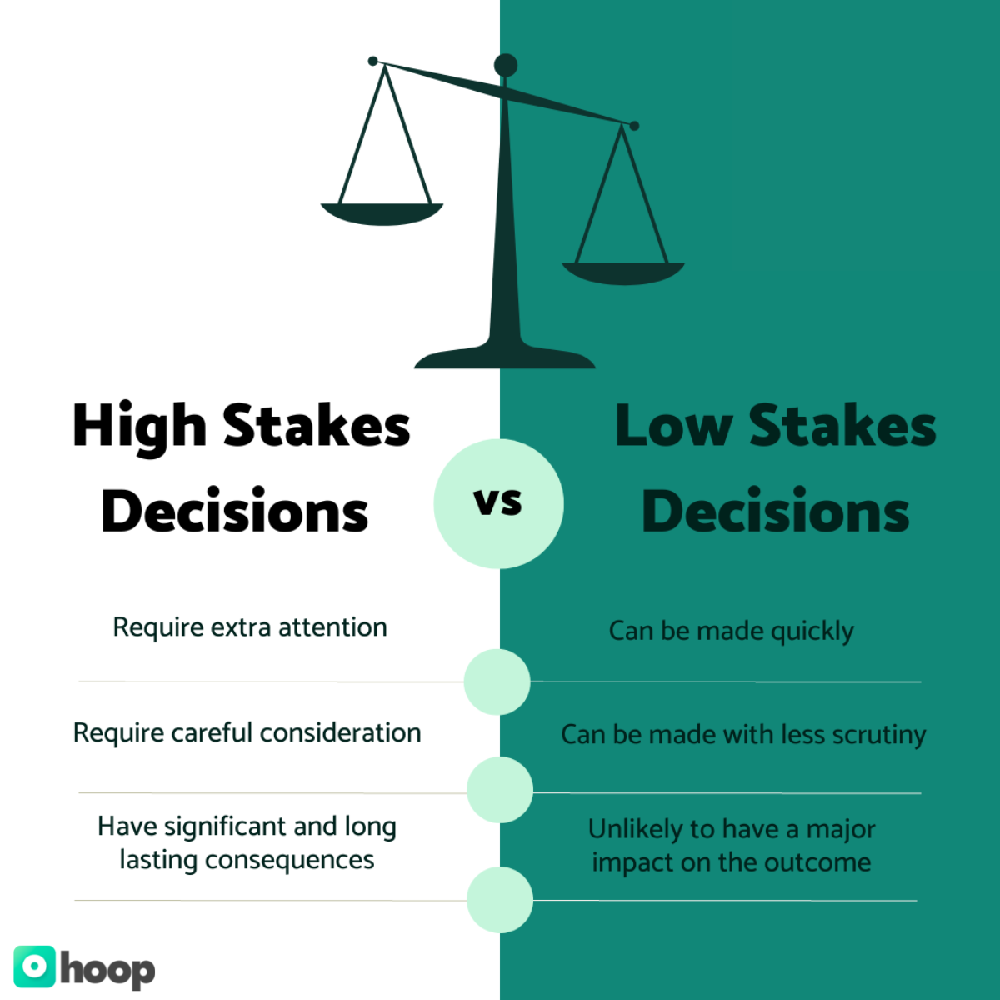 High Stakes
Decisions
vs
Low Stakes
Decisions
Require extra attention
Can be made quickly
Require careful consideration
Can be made with less scrutiny
Have significant and long
lasting consequences
Unlikely to have a major
impact on the outcome
hoop